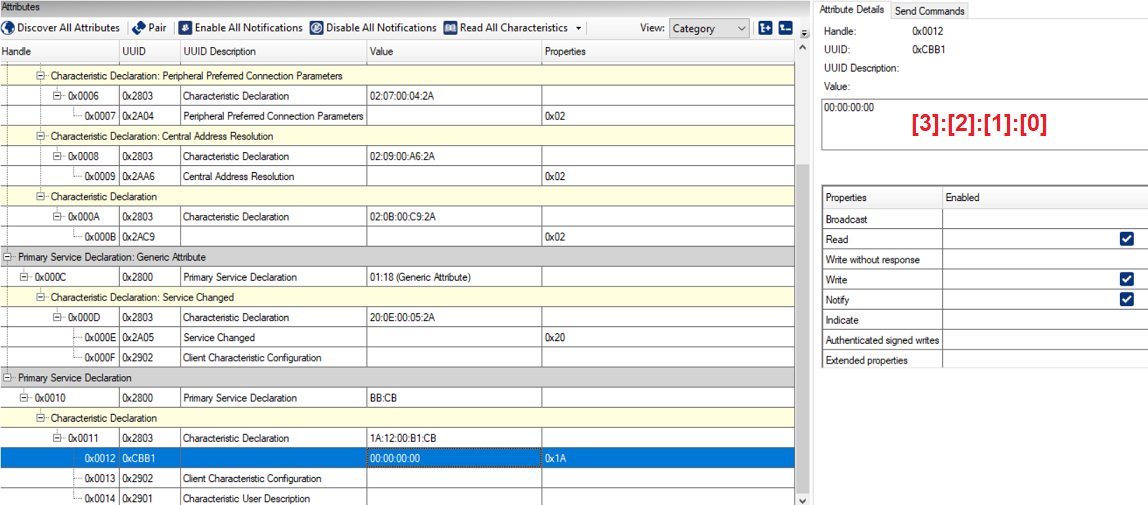 Attributes
Discover All Attributes Pair Enable All Notifications Disable All Notifications Read All Characteristics View: Category
Handle UUID UUID Description Value Properties
Characteristic Declaration: Peripheral Preferred Connection Parameters
0x0006 0x2803 Characteristic Declaration 02:07:00:04:2A
0x0007 0x2A04 Peripheral Preferred Connection Parameters 0x02
Characteristic Declaration: Central Address Resolution
0x0008 0x2803 Characteristic Declaration 02:09:00:A6:2A
0x0009 0x2AA6 Central Address Resolution 0x02
Characteristic Declaration
0x000A 0x2803 Characteristic Declaration 02:0B:00:C9:2A
0x000B 0x2AC9 0x02
Primary Service Declaration: Generic Attribute
0x000C 0x2800 Primary Service Declaration 01:18 (Generic Attribute)
Characteristic Declaration: Service Changed
0x000D 0x2803 Characteristic Declaration 20:0E:00:05:2A
0x000E 0x2A05 Service Changed 0x20
0x000F 0x2902 Client Characteristic Configuration
Primary Service Declaration
0x0010 0x2800 Primary Service Declaration BB:CB
Characteristic Declaration
0x0011 0x2803 Characteristic Declaration 1A:12:00:B1:CB
0x0012 0xCBB1 00:00:00:00 0x1A
0x0013 0x2902 Client Characteristic Configuration
0x0014 0x2901 Characteristic User Description
Attribute Details Send Commands
Handle: 0x0012
UUID: 0xCBB1
UUID Description:
Value:
00:00:00:00
[3]:[2]:[1]:[0]
Properties Enabled
Broadcast
Read
Write without response
Write
Notify
Indicate
Authenticated signed writes
Extended properties